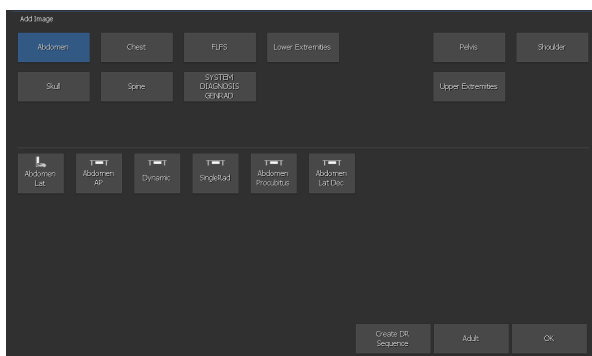 Add Image
Abdomen
Chest
FLFS
Lower Extremities
Pelvis
Shoulder
Skull
Spine
SYSTEM
DIAGNOSIS
GENRAD
Upper Extremities
Abdomen
Lat
Abdomen
AP
Dynamic
SingleRad
Abdomen
Procubitus
Abdomen
Lat Dec
Create DR
Sequence
Adult
OK